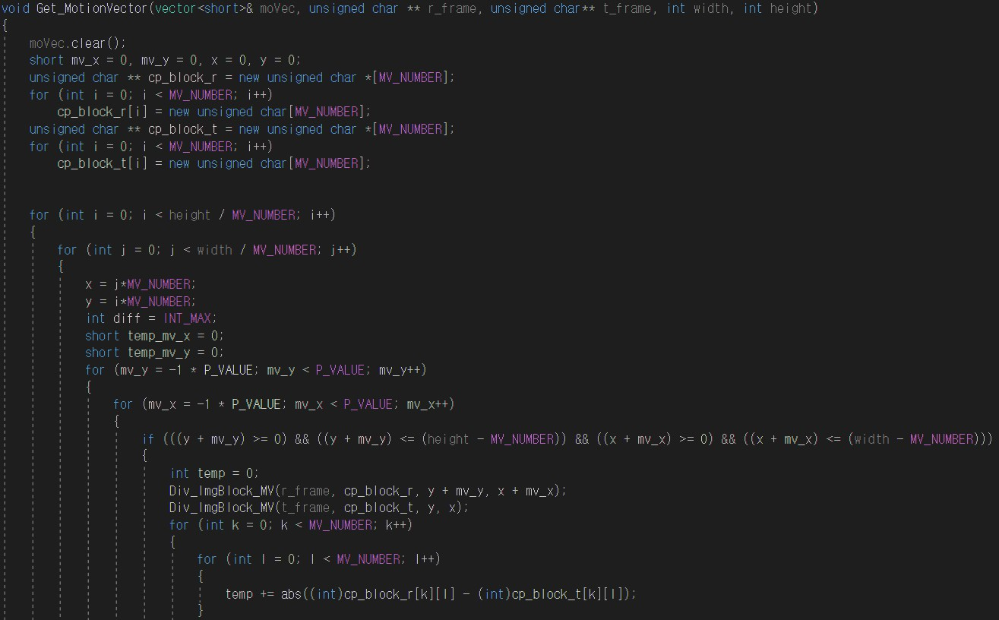 void Get_MotionVector(vector<short>& moVec, unsigned char ** r_frame, unsigned char** t_frame, int width, int height)
{
    moVec.clear();
    short mv_x = 0, mv_y = 0, x = 0, y = 0;
    unsigned char ** cp_block_r = new unsigned char *[MV_NUMBER];
    for (int i = 0; i < MV_NUMBER; i++)
        cp_block_r[i] = new unsigned char[MV_NUMBER];
    unsigned char ** cp_block_t = new unsigned char *[MV_NUMBER];
    for (int i = 0; i < MV_NUMBER; i++)
        cp_block_t[i] = new unsigned char[MV_NUMBER];
    for (int i = 0; i < height / MV_NUMBER; i++)
    {
        for (int j = 0; j < width / MV_NUMBER; j++)
        {
            x = j*MV_NUMBER;
            y = i*MV_NUMBER;
            int diff = INT_MAX;
            short temp_mv_x = 0;
            short temp_mv_y = 0;
            for (mv_y = -1 * P_VALUE; mv_y < P_VALUE; mv_y++)
            {
                for (mv_x = -1 * P_VALUE; mv_x < P_VALUE; mv_x++)
                {
                    if (((y + mv_y) >= 0) && ((y + mv_y) <= (height - MV_NUMBER)) && ((x + mv_x) >= 0) && ((x + mv_x) <= (width - MV_NUMBER)))
                    {
                        int temp = 0;
                        Div_ImgBlock_MV(r_frame, cp_block_r, y + mv_y, x + mv_x);
                        Div_ImgBlock_MV(t_frame, cp_block_t, y, x);
                        for (int k = 0; k < MV_NUMBER; k++)
                        {
                            for (int l = 0; l < MV_NUMBER; l++)
                            {
                                temp += abs((int)cp_block_r[k][l] - (int)cp_block_t[k][l]);
                            }